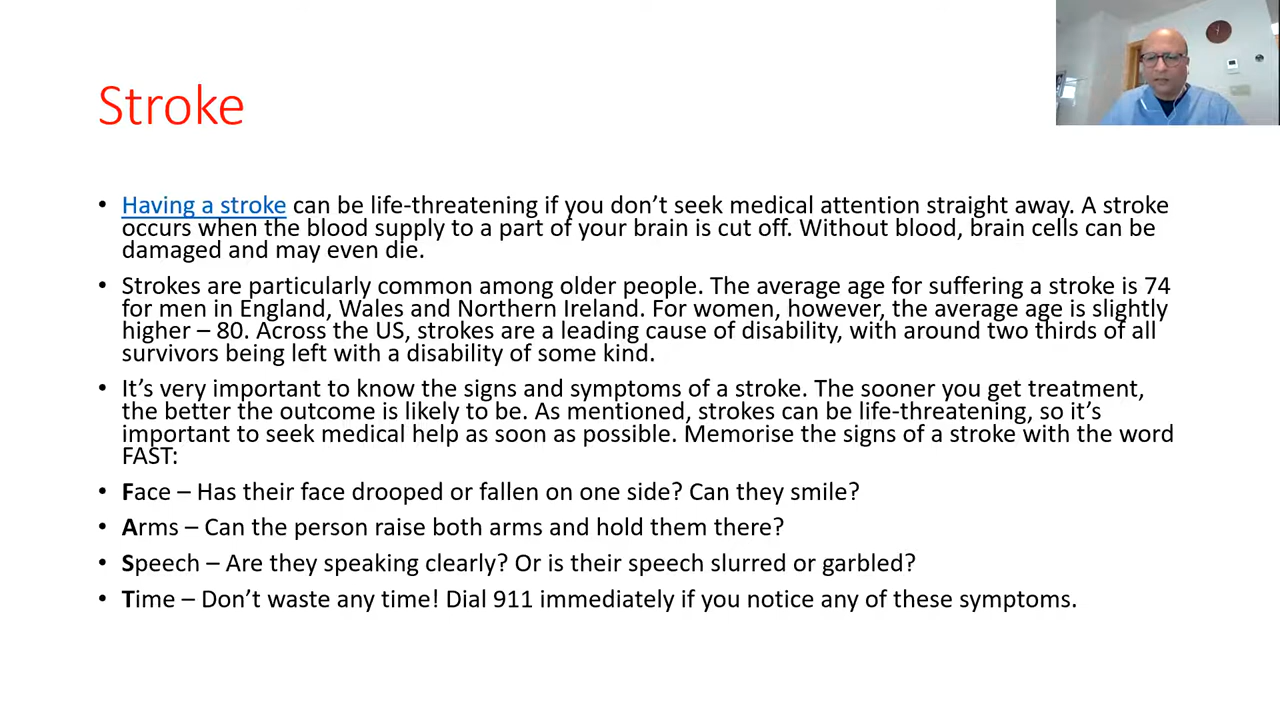 Stroke
• Having a stroke can be life-threatening if you don’t seek medical attention straight away. A stroke
occurs when the blood supply to a part of your brain is cut off. Without blood, brain cells can be
damaged and may even die.
• Strokes are particularly common among older people. The average age for suffering a stroke is 74
for men in England, Wales and Northern Ireland. For women, however, the average age is slightly
higher – 80. Across the US, strokes are a leading cause of disability, with around two thirds of all
survivors being left with a disability of some kind.
• It’s very important to know the signs and symptoms of a stroke. The sooner you get treatment,
the better the outcome is likely to be. As mentioned, strokes can be life-threatening, so it’s
important to seek medical help as soon as possible. Memorise the signs of a stroke with the word
FAST:
• Face – Has their face drooped or fallen on one side? Can they smile?
• Arms – Can the person raise both arms and hold them there?
• Speech – Are they speaking clearly? Or is their speech slurred or garbled?
• Time – Don’t waste any time! Dial 911 immediately if you notice any of these symptoms.